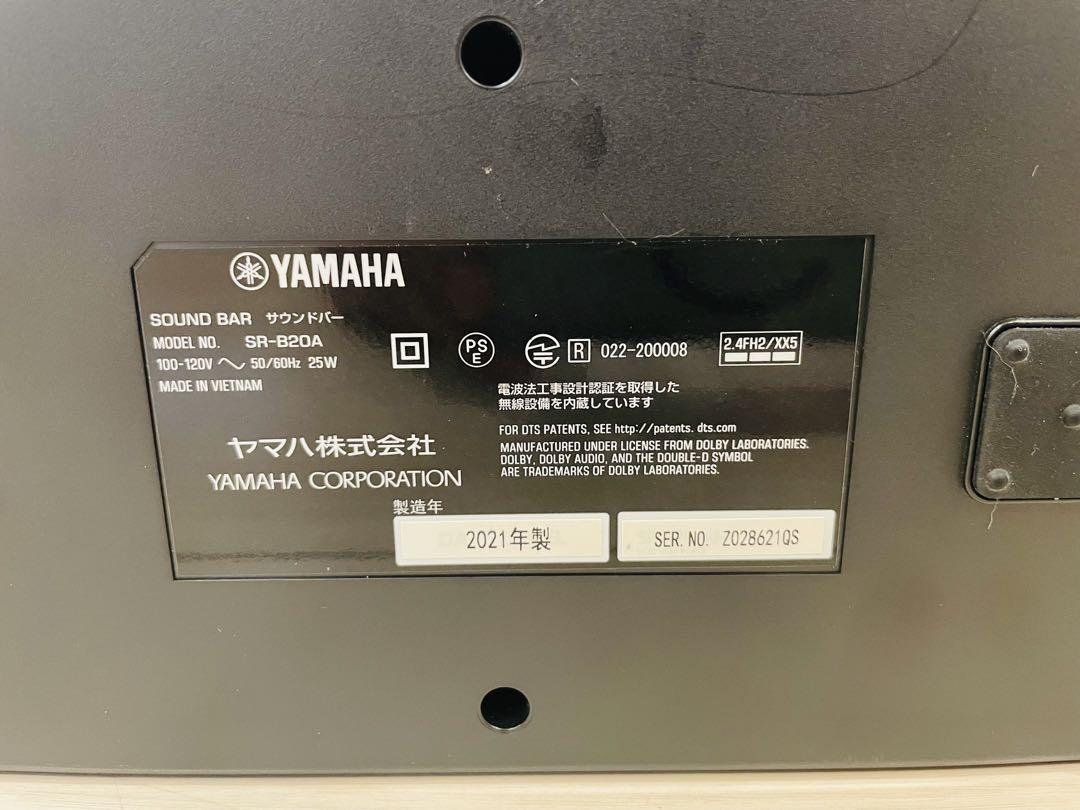 YAMAHA
SOUND BAR サウンドバー
MODEL NO. SR-B20A
100-120V ～ 50/60Hz 25W
MADE IN VIETNAM
PS
E
R 022-200008
2.4FH2/XX5
電波法工事設計認証を取得した
無線設備を内蔵しています
FOR DTS PATENTS, SEE http://patents.dts.com
MANUFACTURED UNDER LICENSE FROM DOLBY LABORATORIES.
DOLBY, DOLBY AUDIO, AND THE DOUBLE-D SYMBOL
ARE TRADEMARKS OF DOLBY LABORATORIES.
ヤマハ株式会社
YAMAHA CORPORATION
製造年
2021年製
SER. NO. Z028621QS